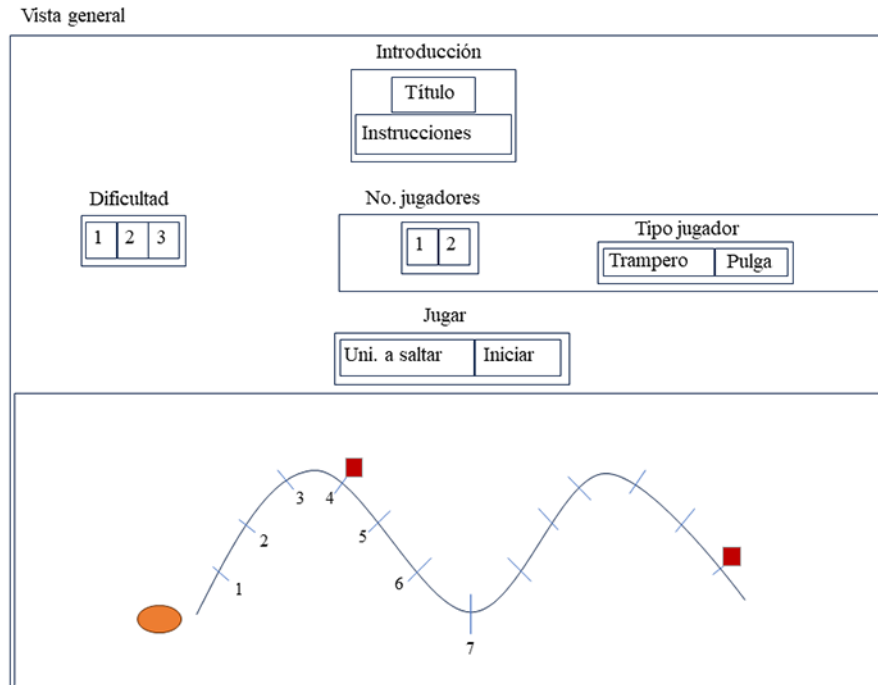 Vista general
Introducción
Título
Instrucciones
Dificultad
1 2 3
No. jugadores
1 2
Tipo jugador
Trampero Pulga
Jugar
Uni. a saltar Iniciar
1
2
3
4
5
6
7